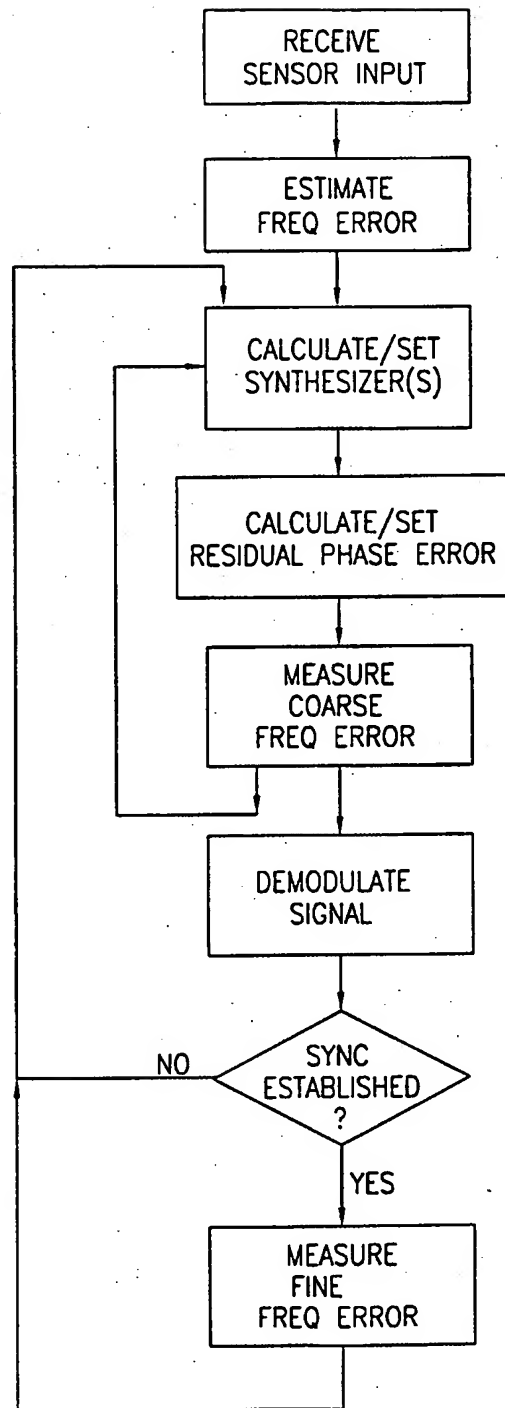 RECEIVE
SENSOR INPUT
ESTIMATE
FREQ ERROR
CALCULATE/SET
SYNTHESIZER(S)
CALCULATE/SET
RESIDUAL PHASE ERROR
MEASURE
COARSE
FREQ ERROR
DEMODULATE
SIGNAL
NO
SYNC
ESTABLISHED
?
YES
MEASURE
FINE
FREQ ERROR